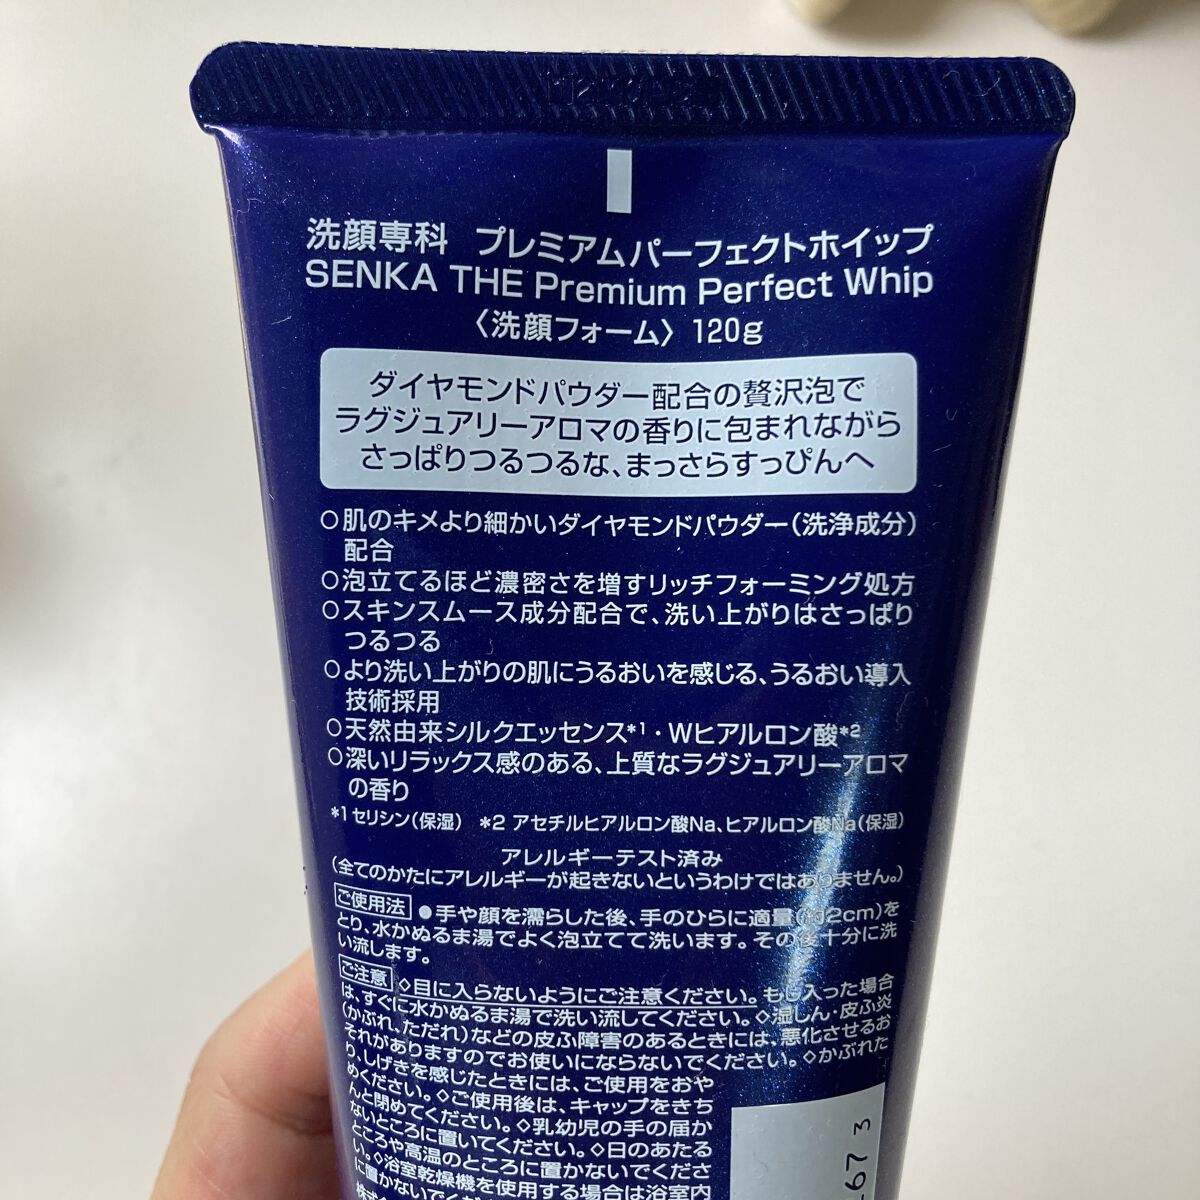 洗顔専科 プレミアムパーフェクトホイップ
SENKA THE Premium Perfect Whip
〈洗顔フォーム〉 120g
ダイヤモンドパウダー配合の贅沢泡で
ラグジュアリーアロマの香りに包まれながら
さっぱりつるつるな、まっさらすっぴんへ
○肌のキメより細かいダイヤモンドパウダー（洗浄成分）
配合
○泡立てるほど濃密さを増すリッチフォーミング処方
○スキンスムース成分配合で、洗い上がりはさっぱり
つるつる
○より洗い上がりの肌にうるおいを感じる、うるおい導入
技術採用
○天然由来シルクエッセンス*1・Wヒアルロン酸*2
○深いリラックス感のある、上質なラグジュアリーアロマ
の香り
*1 セリシン（保湿） *2 アセチルヒアルロン酸Na、ヒアルロン酸Na（保湿）
アレルギーテスト済み
（全てのかたにアレルギーが起きないというわけではありません。）
ご使用法 ●手や顔を濡らした後、手のひらに適量（約2cm）を
とり、水かぬるま湯でよく泡立てて洗います。その後十分に洗
い流します。
ご注意 ◇目に入らないようにご注意ください。もし入った場合
は、すぐに水かぬるま湯で洗い流してください。◇湿しん・皮ふ炎
（かぶれ、ただれ）などの皮ふ障害のあるときには、悪化させるお
それがありますのでお使いにならないでください。◇かぶれた
り、しげきを感じたときには、ご使用をおや
めください。◇ご使用後は、キャップをきち
んと閉めてください。◇乳幼児の手の届か
ないところに置いてください。◇日のあたる
ところや高温のところに置かないでくださ
い。◇浴室乾燥機を使用する場合は浴室内
に置かないでくだ
株式
67 3